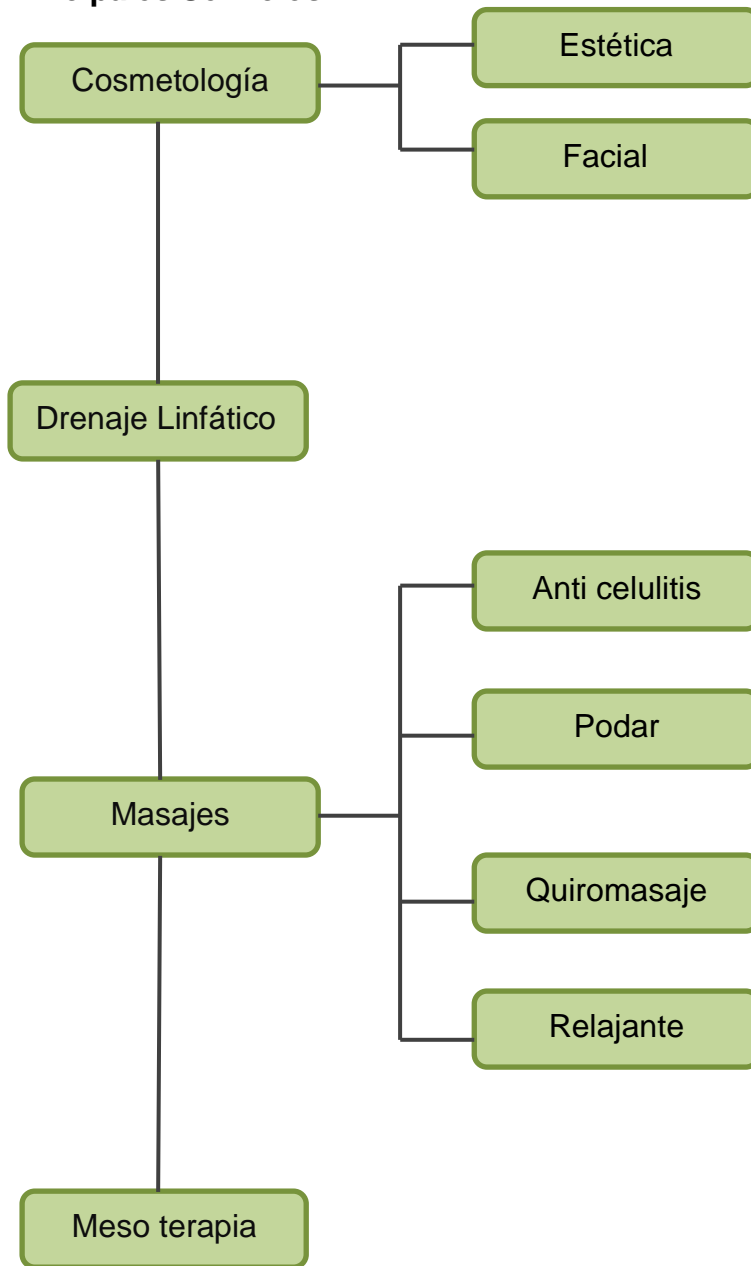 Cosmetología
Estética
Facial
Drenaje Linfático
Masajes
Anti celulitis
Podar
Quiromasaje
Relajante
Meso terapia